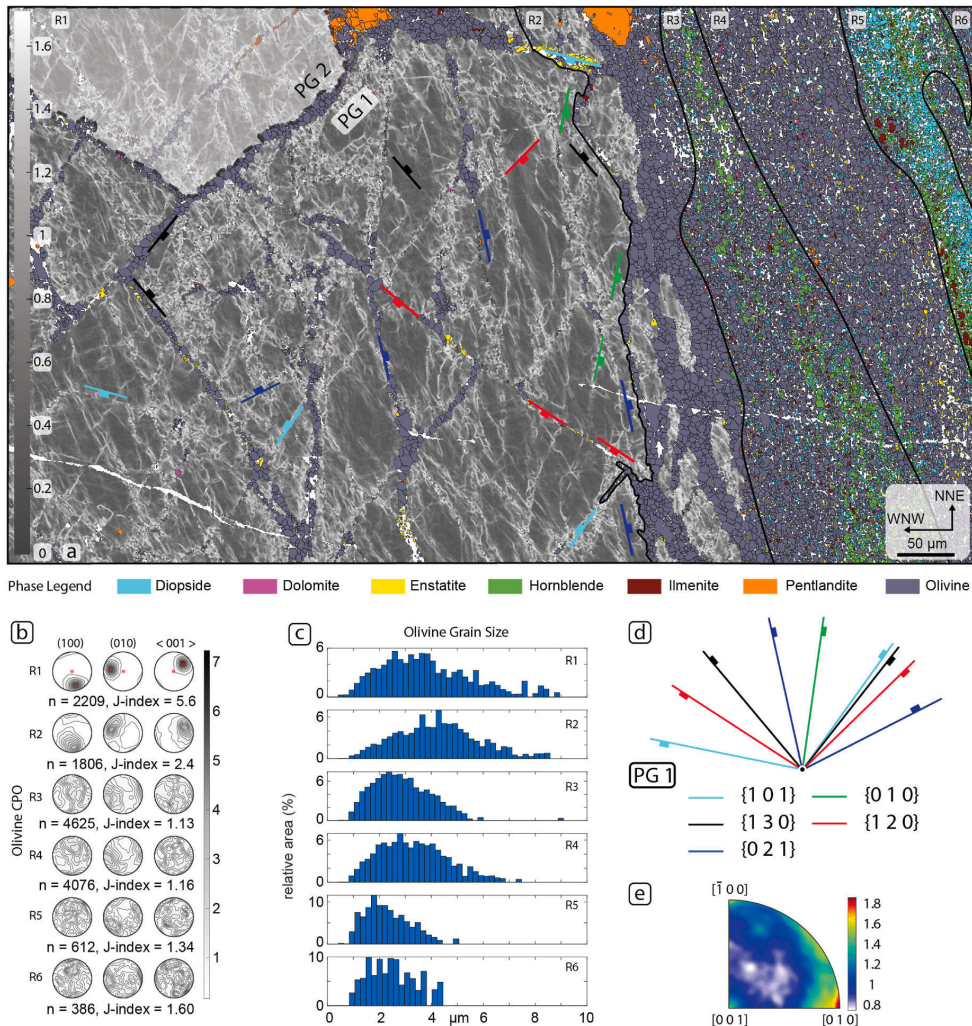 R1 R2 R3 R4 R5 R6
1.6
1.4
1.2
1
0.8
0.6
0.4
0.2
0
PG 2
PG 1
a
NNE
WNW
50 µm
Phase Legend Diopside Dolomite Enstatite Hornblende Ilmenite Pentlandite Olivine
b
(100) (010) <001>
Olivine CPO
R1
n = 2209, J-index = 5.6
R2
n = 1806, J-index = 2.4
R3
n = 4625, J-index = 1.13
R4
n = 4076, J-index = 1.16
R5
n = 612, J-index = 1.34
R6
n = 386, J-index = 1.60
7
6
5
4
3
2
1
c
Olivine Grain Size
relative area (%)
6
0
R1
6
0
R2
6
0
R3
6
0
R4
10
0
R5
10
0
R6
0 2 4 µm 6 8 10
d
PG 1
{1 0 1} {0 1 0}
{1 3 0} {1 2 0}
{0 2 1}
e
[1̄ 0 0]
[0 0 1] [0 1 0]
1.8
1.6
1.4
1.2
1
0.8